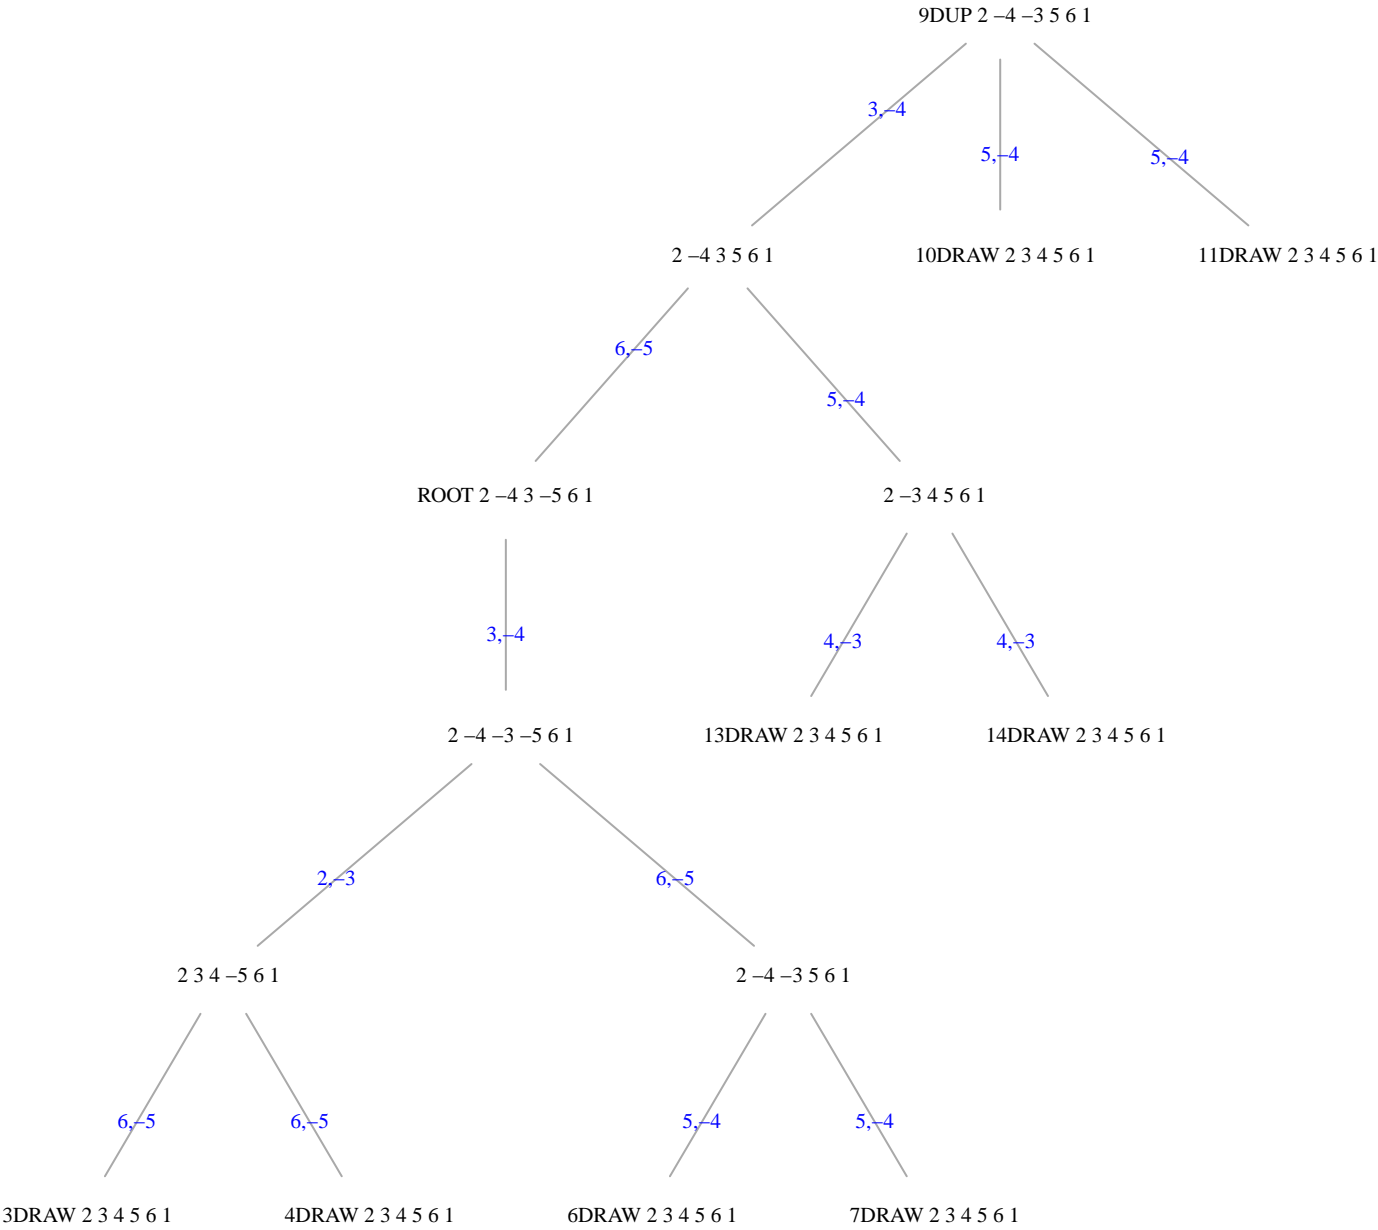 9DUP 2 –4 –3 5 6 1
3,–4
5,–4
5,–4
2 –4 3 5 6 1
10DRAW 2 3 4 5 6 1
11DRAW 2 3 4 5 6 1
6,–5
5,–4
ROOT 2 –4 3 –5 6 1
2 –3 4 5 6 1
3,–4
4,–3
4,–3
2 –4 –3 –5 6 1
13DRAW 2 3 4 5 6 1
14DRAW 2 3 4 5 6 1
2,–3
6,–5
2 3 4 –5 6 1
2 –4 –3 5 6 1
6,–5
6,–5
5,–4
5,–4
3DRAW 2 3 4 5 6 1
4DRAW 2 3 4 5 6 1
6DRAW 2 3 4 5 6 1
7DRAW 2 3 4 5 6 1